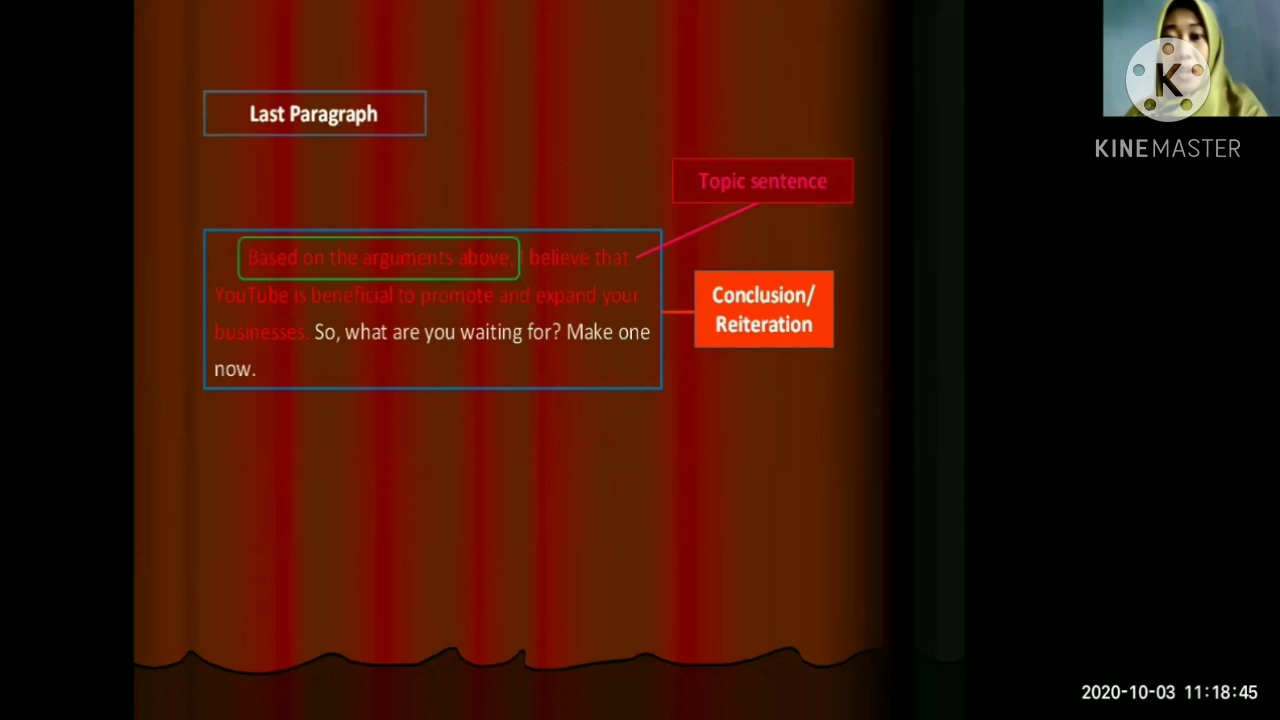 Last Paragraph
Topic sentence
Based on the arguments above, I believe that
YouTube is beneficial to promote and expand your
businesses. So, what are you waiting for? Make one
now.
Conclusion/
Reiteration
K
KINEMASTER
2020-10-03 11:18:45